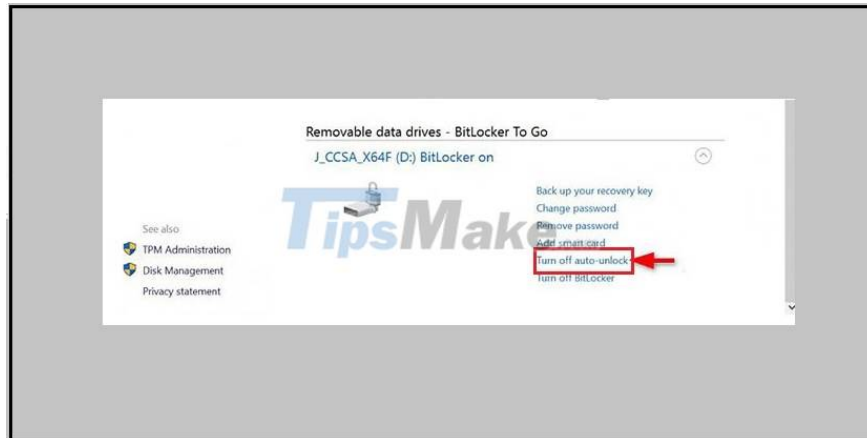 Removable data drives - BitLocker To Go
J_CCSA_X64F (D:) BitLocker on
Back up your recovery key
Change password
Remove password
Add smart card
Turn off auto-unlock
Turn off BitLocker
See also
TPM Administration
Disk Management
Privacy statement
TipsMake